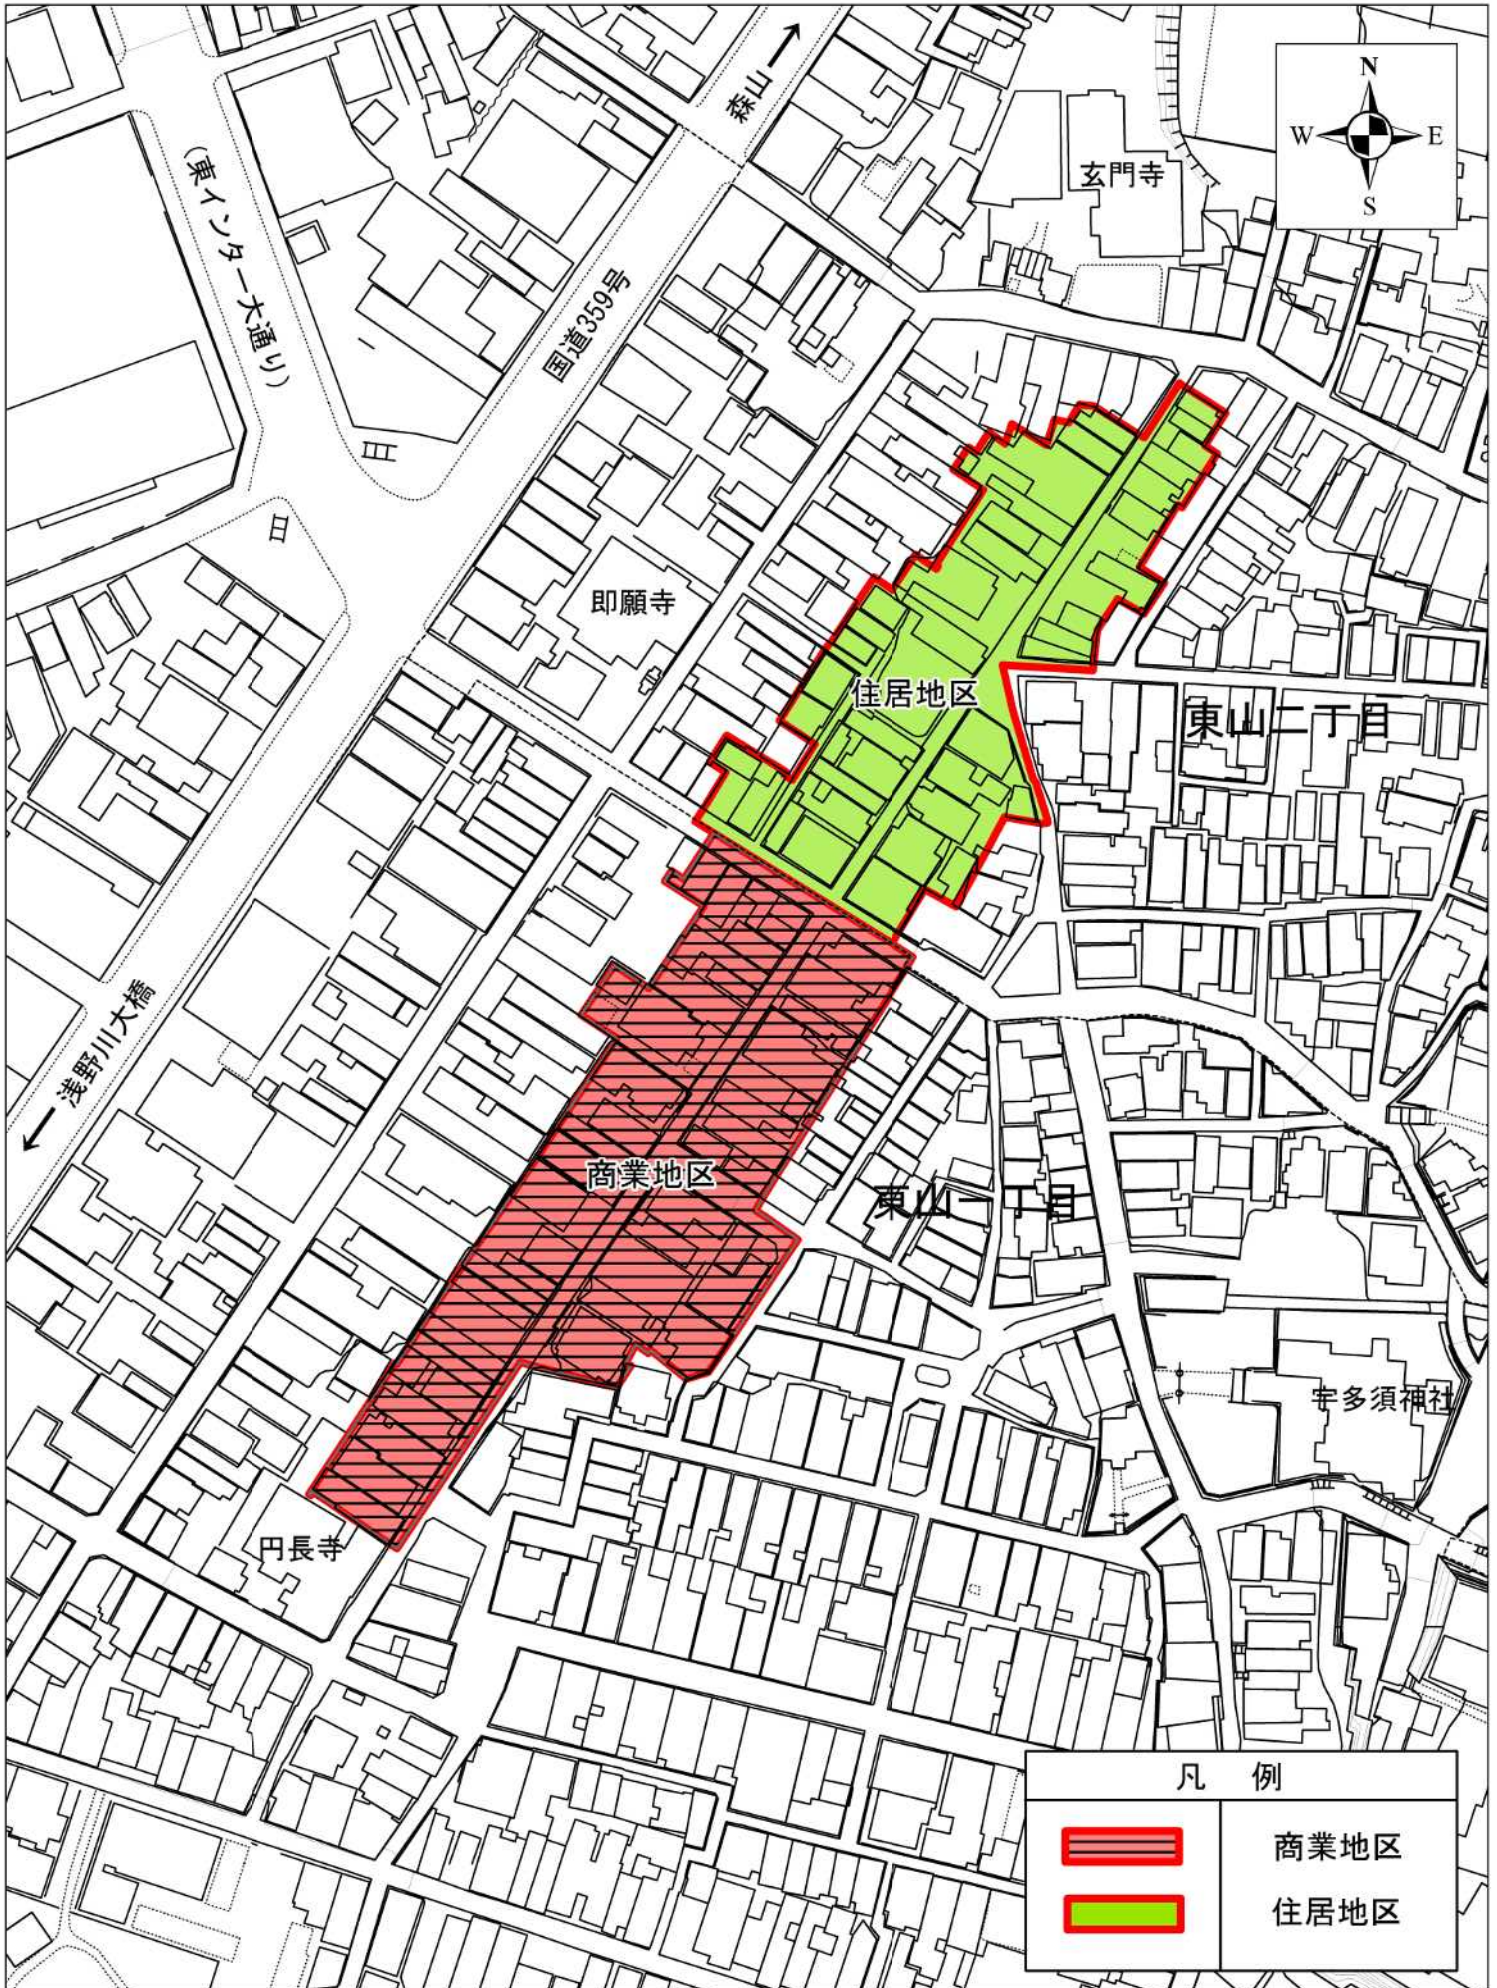 森山
N
W
E
S
玄門寺
(東インター大通り)
国道359号
即願寺
住居地区
東山二丁目
浅野川大橋
商業地区
東山一丁目
宇多須神社
円長寺
凡 例
商業地区
住居地区